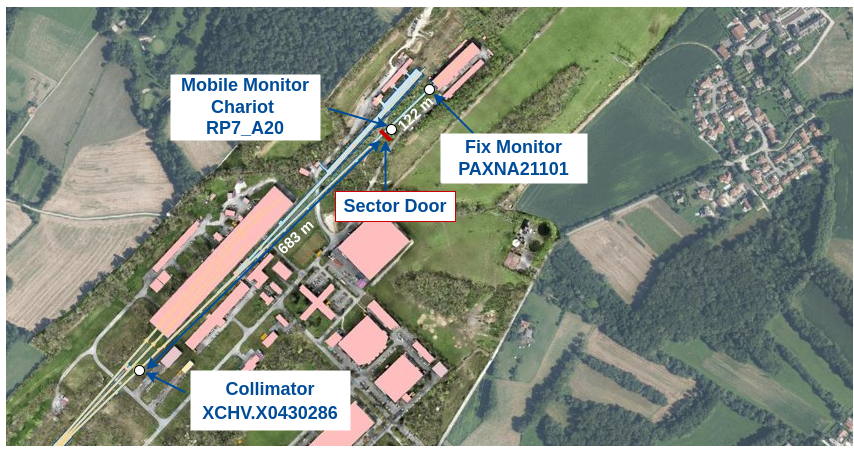 Mobile Monitor
Chariot
RP7_A20
122 m
Fix Monitor
PAXNA21101
Sector Door
683 m
Collimator
XCHV.X0430286